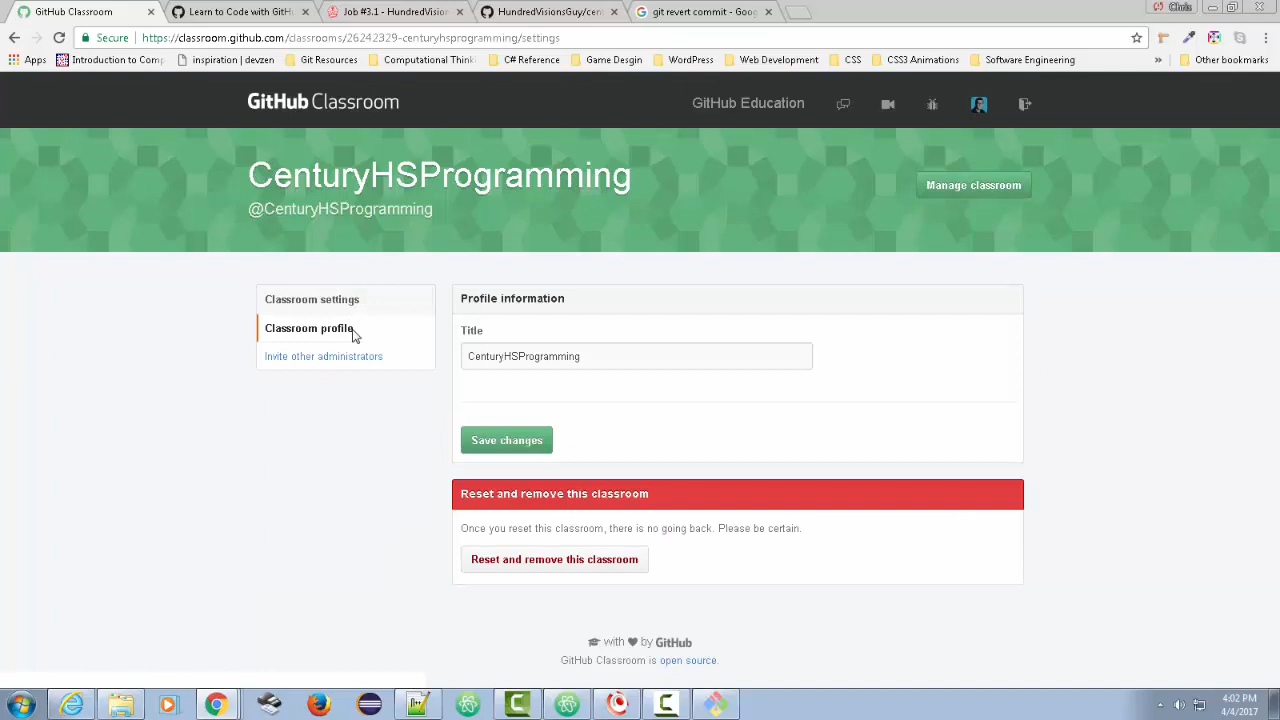 GitHub Classroom
Learn to Code with GitH
Job #3.1 - HundredVision
HundredVisionsGuy/cen
git revert commit - Goog
Chris
Secure
https://classroom.github.com/classrooms/26242329-centuryhsprogramming/settings
Apps
Introduction to Comp
inspiration | devzen
Git Resources
Computational Think
C# Reference
Game Desgin
WordPress
Web Development
CSS
CSS3 Animations
Software Engineering
»
Other bookmarks
GitHub Classroom
GitHub Education
CenturyHSProgramming
@CenturyHSProgramming
Manage classroom
Classroom settings
Classroom profile
Invite other administrators
Profile information
Title
CenturyHSProgramming
Save changes
Reset and remove this classroom
Once you reset this classroom, there is no going back. Please be certain.
Reset and remove this classroom
with ♥ by GitHub
GitHub Classroom is open source.
4:02 PM
4/4/2017